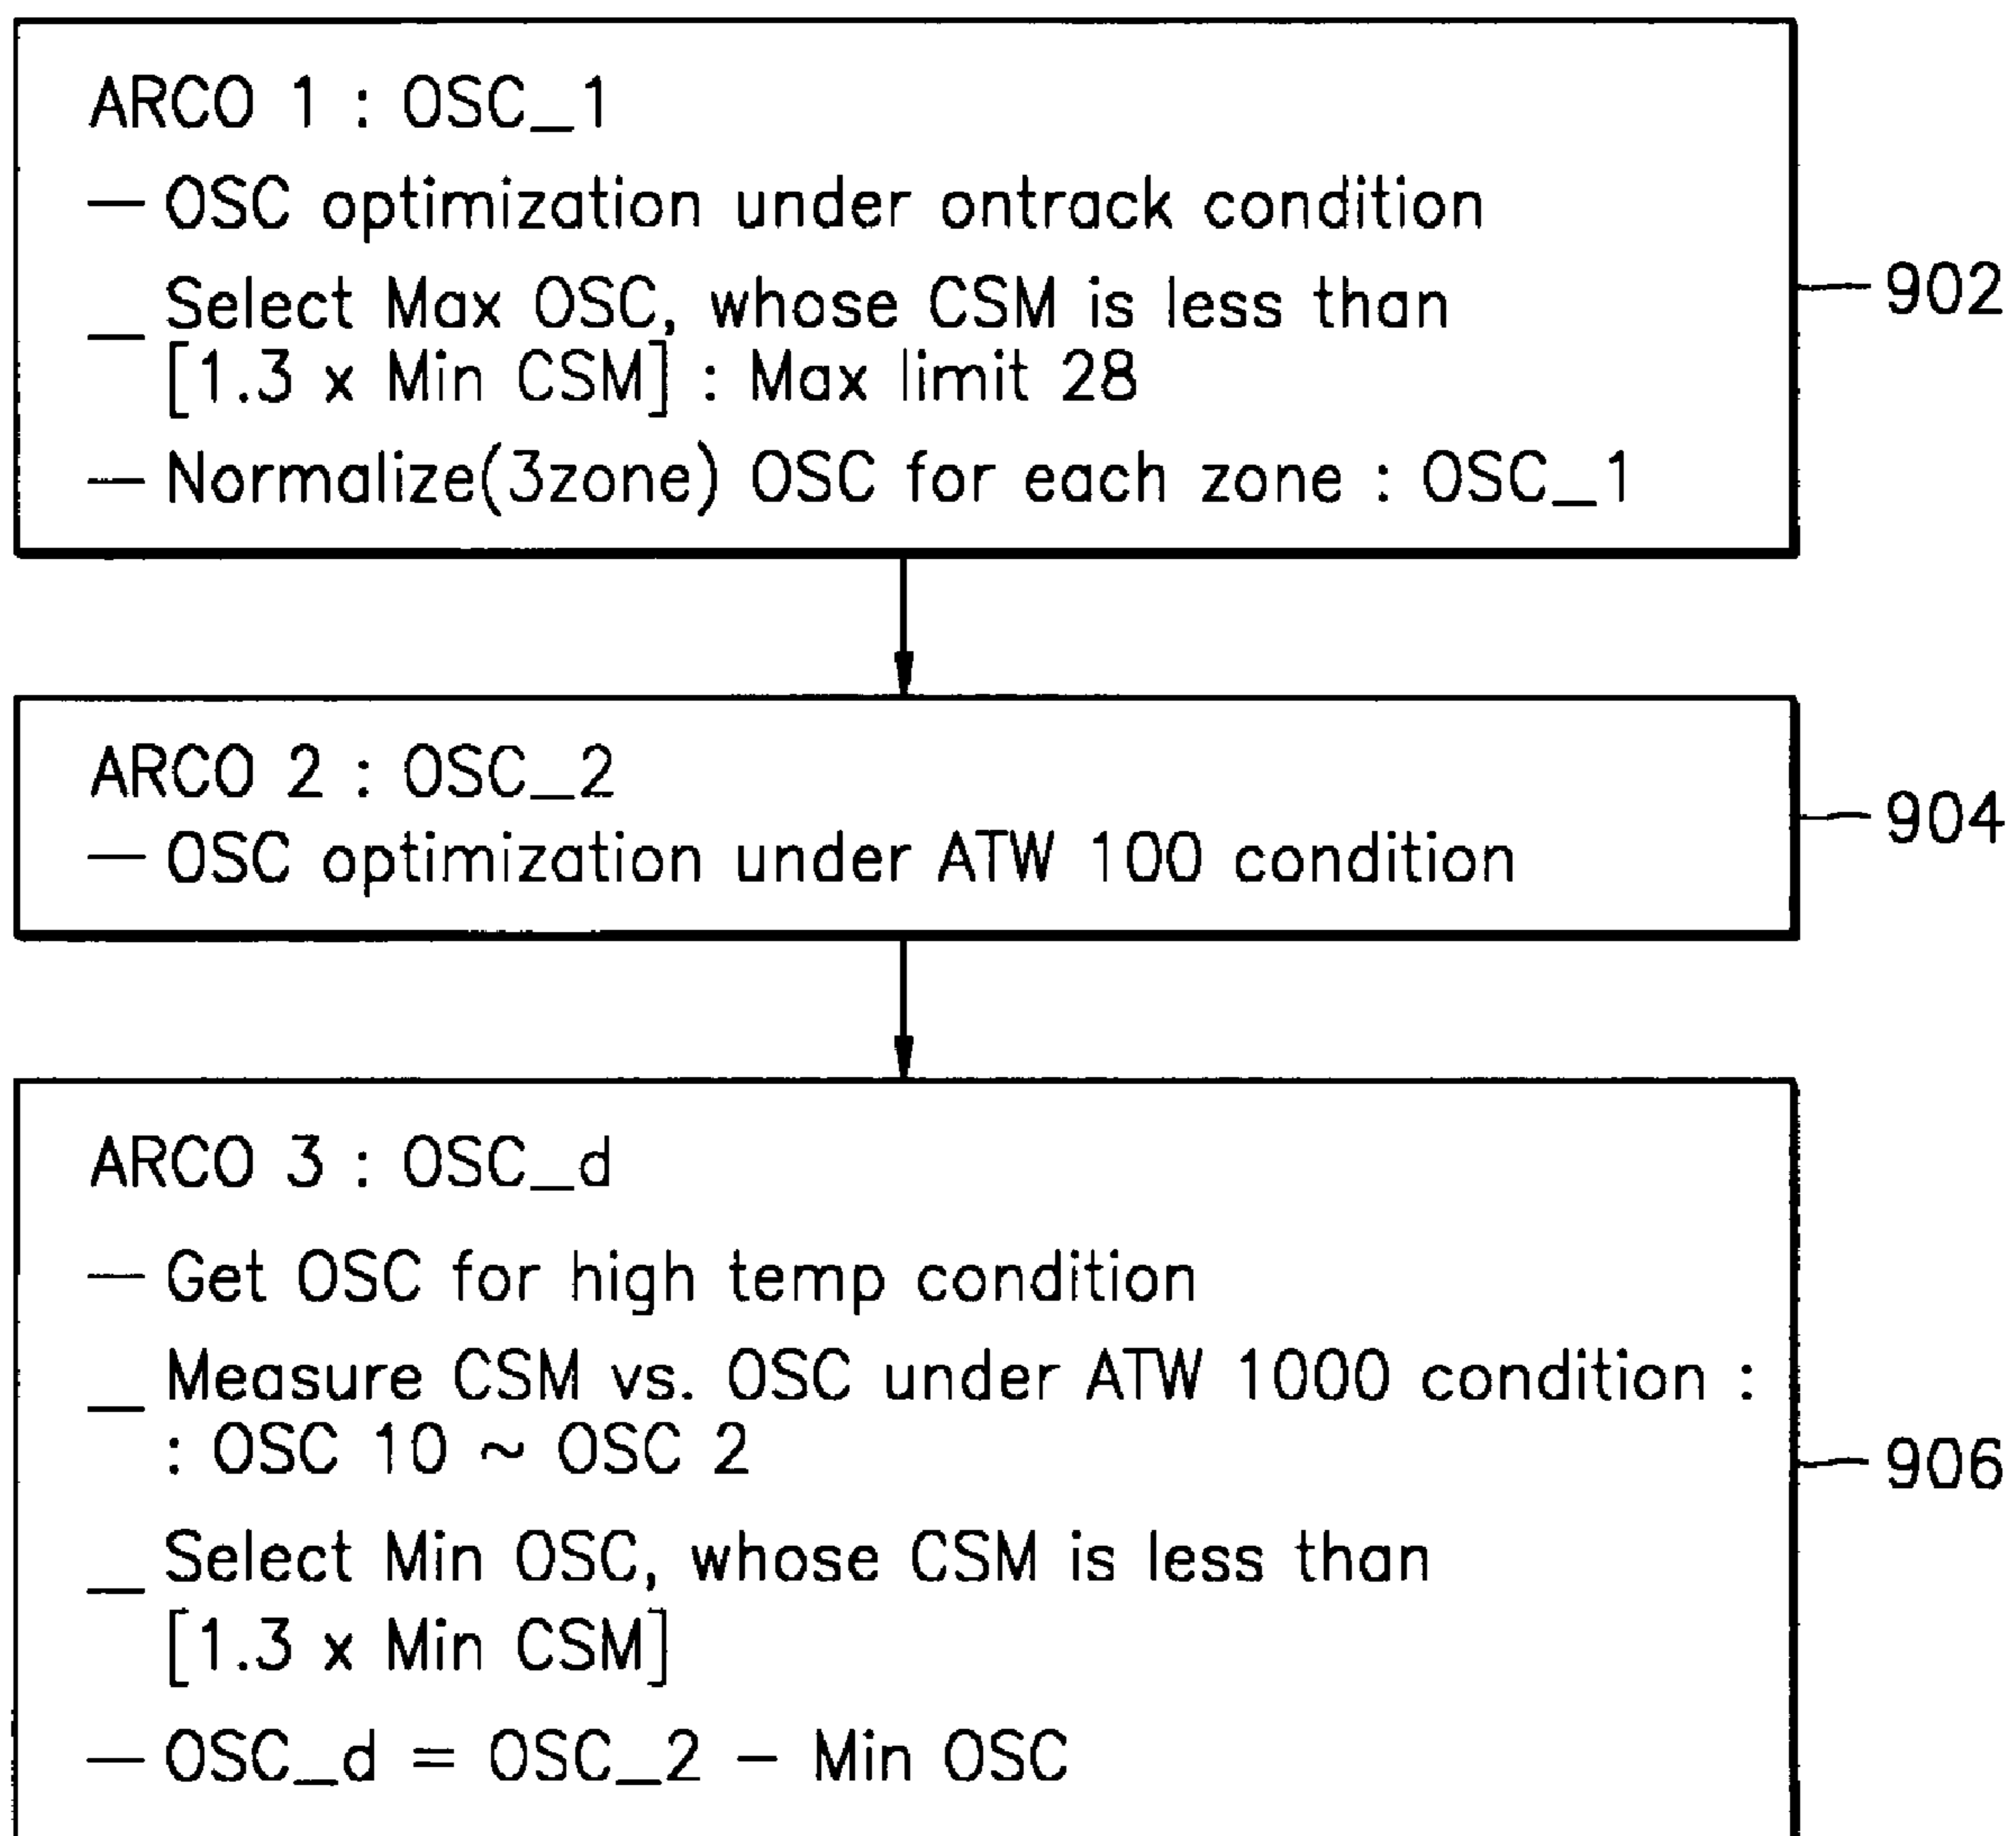 ARCO 1 : OSC_1
— OSC optimization under ontrack condition
— Select Max OSC, whose CSM is less than
[1.3 x Min CSM] : Max limit 28
— Normalize(3zone) OSC for each zone : OSC_1
902
ARCO 2 : OSC_2
— OSC optimization under ATW 100 condition
904
ARCO 3 : OSC_d
— Get OSC for high temp condition
— Measure CSM vs. OSC under ATW 1000 condition :
: OSC 10 ~ OSC 2
— Select Min OSC, whose CSM is less than
[1.3 x Min CSM]
— OSC_d = OSC_2 – Min OSC
906